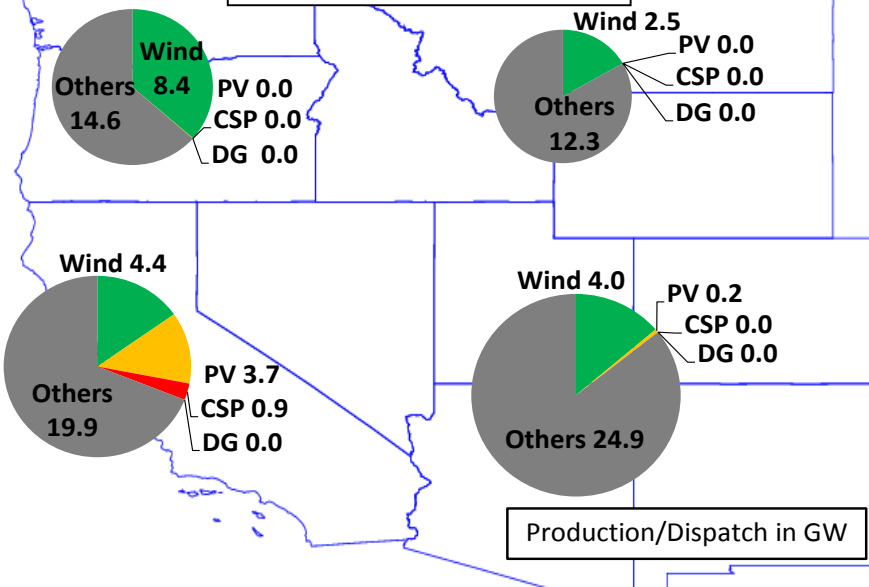 Wind
8.4
Others
14.6
PV 0.0
CSP 0.0
DG 0.0
Wind 2.5
PV 0.0
CSP 0.0
DG 0.0
Others
12.3
Wind 4.4
PV 3.7
CSP 0.9
DG 0.0
Others
19.9
Wind 4.0
PV 0.2
CSP 0.0
DG 0.0
Others 24.9
Production/Dispatch in GW